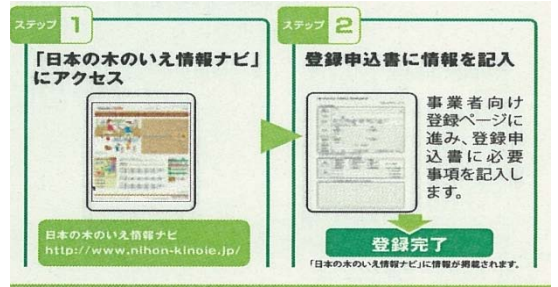 ステップ 1
「日本の木のいえ情報ナビ」
にアクセス
日本の木のいえ情報ナビ
http://www.nihon-kinoie.jp/
ステップ 2
登録申込書に情報を記入
事業者向け
登録ページに
進み、登録申
込書に必要
事項を記入し
ます。
登録完了
「日本の木のいえ情報ナビ」に情報が掲載されます。